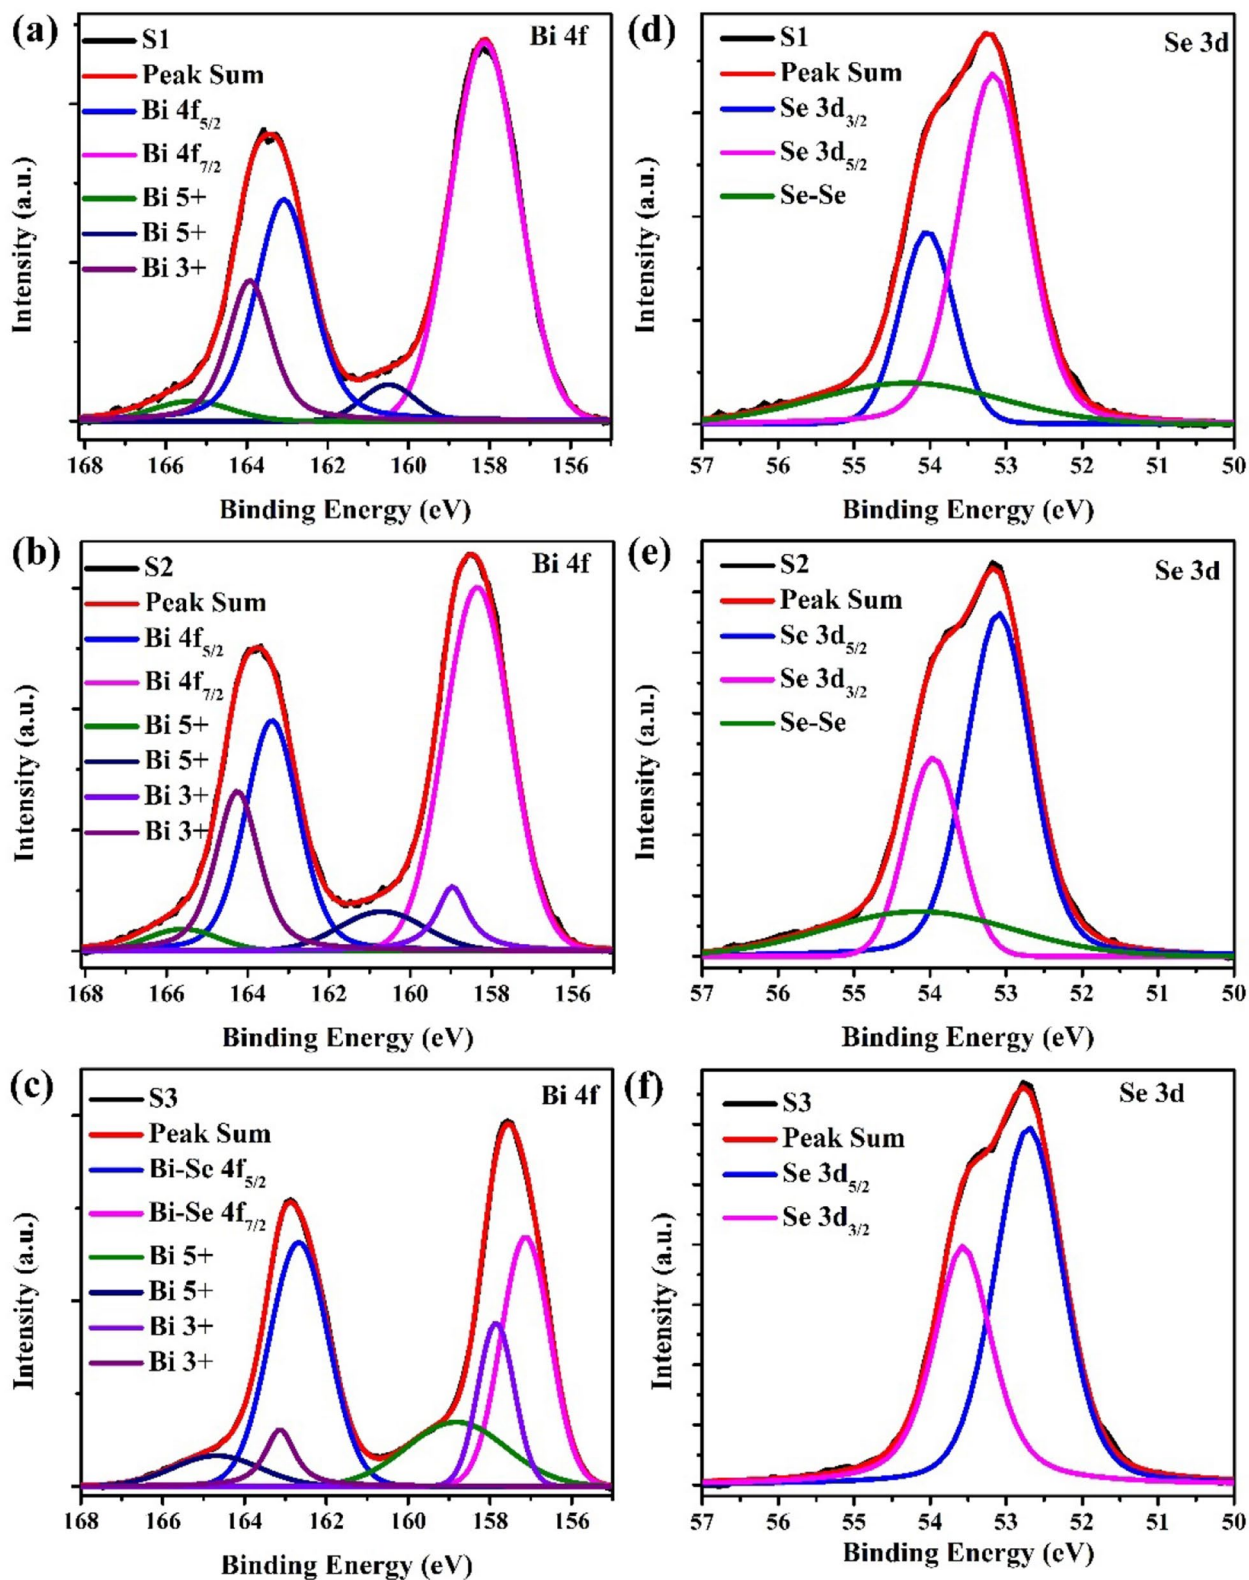 (a)
Bi 4f
S1
Peak Sum
Bi 4f5/2
Bi 4f7/2
Bi 5+
Bi 5+
Bi 3+
Intensity (a.u.)
168 166 164 162 160 158 156
Binding Energy (eV)
(d)
Se 3d
S1
Peak Sum
Se 3d3/2
Se 3d5/2
Se-Se
Intensity (a.u.)
57 56 55 54 53 52 51 50
Binding Energy (eV)
(b)
Bi 4f
S2
Peak Sum
Bi 4f5/2
Bi 4f7/2
Bi 5+
Bi 5+
Bi 3+
Bi 3+
Intensity (a.u.)
168 166 164 162 160 158 156
Binding Energy (eV)
(e)
Se 3d
S2
Peak Sum
Se 3d5/2
Se 3d3/2
Se-Se
Intensity (a.u.)
57 56 55 54 53 52 51 50
Binding Energy (eV)
(c)
Bi 4f
S3
Peak Sum
Bi-Se 4f5/2
Bi-Se 4f7/2
Bi 5+
Bi 5+
Bi 3+
Bi 3+
Intensity (a.u.)
168 166 164 162 160 158 156
Binding Energy (eV)
(f)
Se 3d
S3
Peak Sum
Se 3d5/2
Se 3d3/2
Intensity (a.u.)
57 56 55 54 53 52 51 50
Binding Energy (eV)